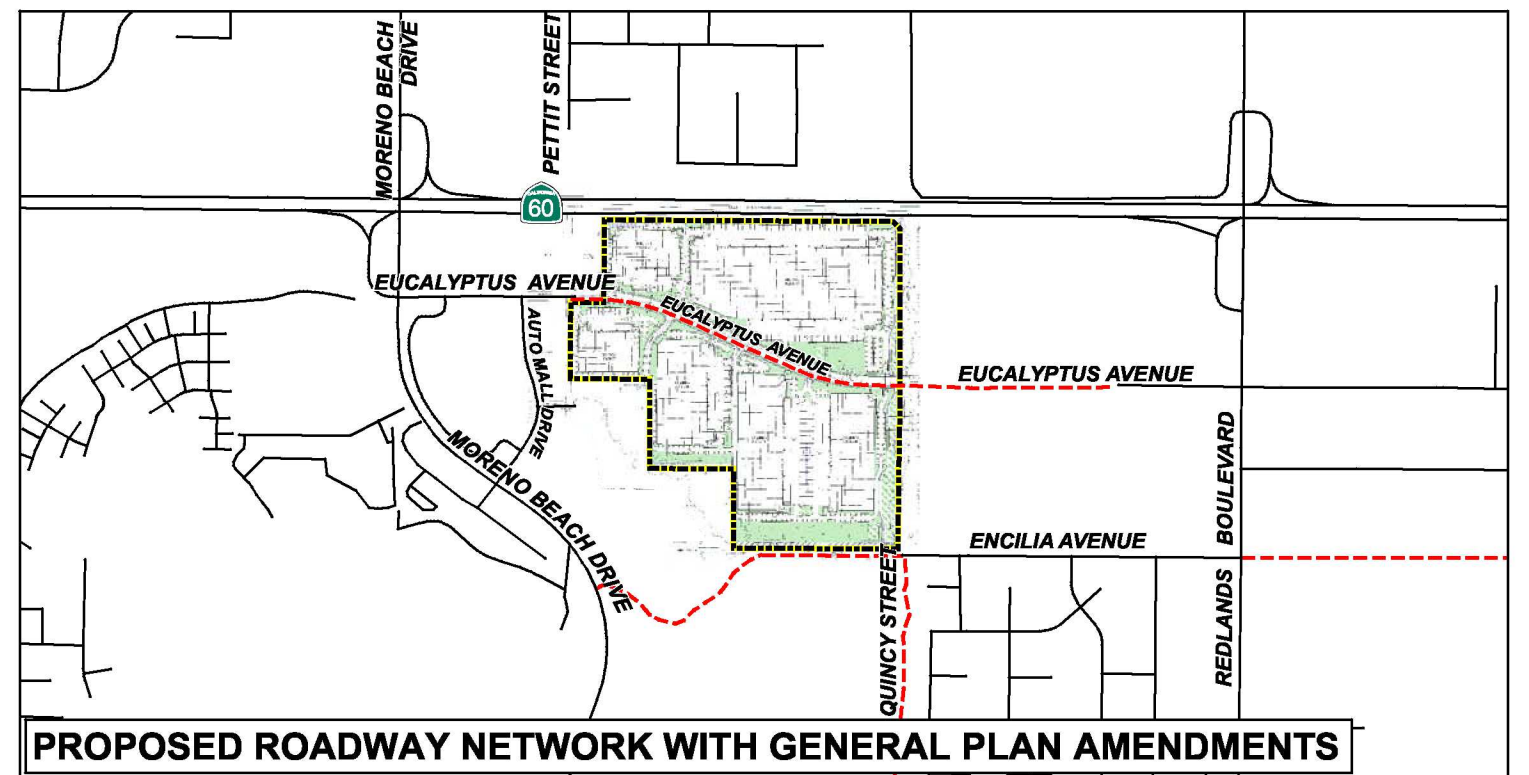 MORENO BEACH
DRIVE
PETTIT STREET
CALIFORNIA
60
EUCALYPTUS AVENUE
EUCALYPTUS AVENUE
EUCALYPTUS AVENUE
AUTO MALL DRIVE
MORENO BEACH DRIVE
ENCILIA AVENUE
QUINCY STREET
REDLANDS BOULEVARD
PROPOSED ROADWAY NETWORK WITH GENERAL PLAN AMENDMENTS